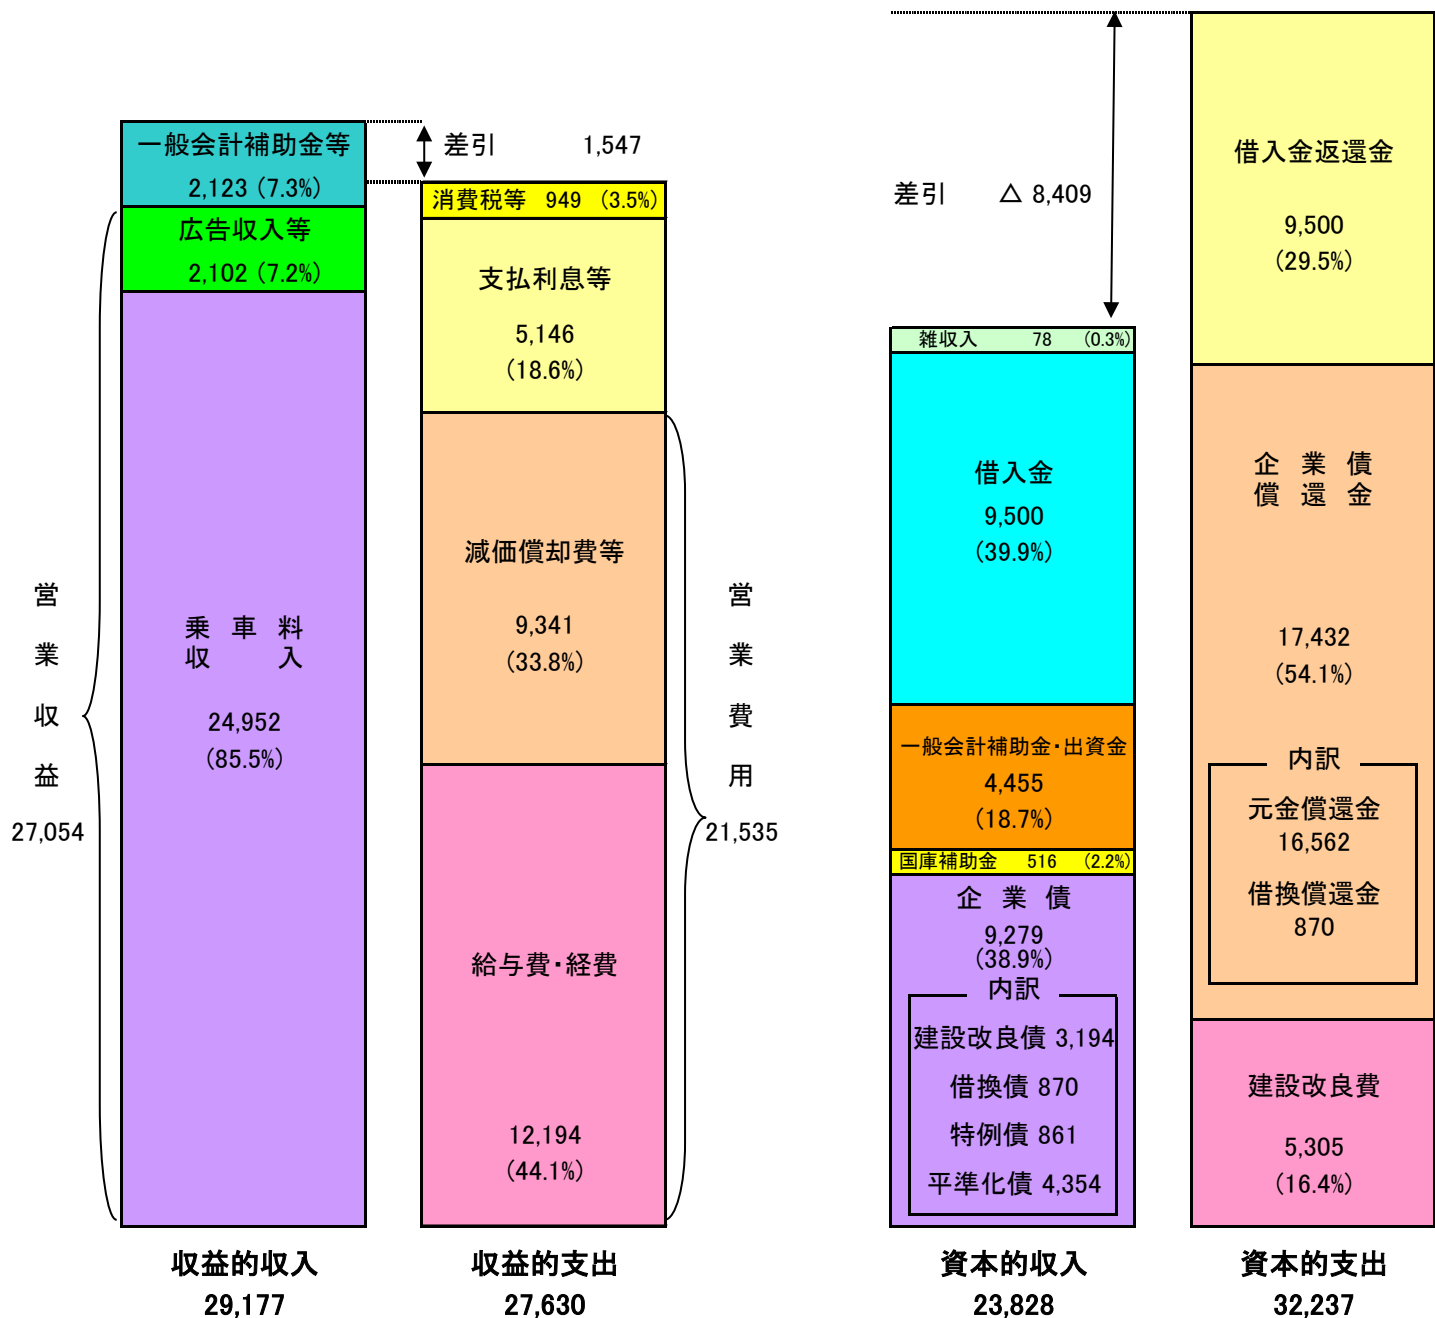 一般会計補助金等
2,123 (7.3%)
広告収入等
2,102 (7.2%)
乗車料
収入
24,952
(85.5%)
営業収益
27,054
収益的収入
29,177
差引 1,547
消費税等 949 (3.5%)
支払利息等
5,146
(18.6%)
減価償却費等
9,341
(33.8%)
給与費・経費
12,194
(44.1%)
営業費用
21,535
収益的支出
27,630
差引 △ 8,409
雑収入 78 (0.3%)
借入金
9,500
(39.9%)
一般会計補助金・出資金
4,455
(18.7%)
国庫補助金 516 (2.2%)
企業債
9,279
(38.9%)
内訳
建設改良債 3,194
借換債 870
特例債 861
平準化債 4,354
資本的収入
23,828
借入金返還金
9,500
(29.5%)
企業債
償還金
17,432
(54.1%)
内訳
元金償還金
16,562
借換償還金
870
建設改良費
5,305
(16.4%)
資本的支出
32,237